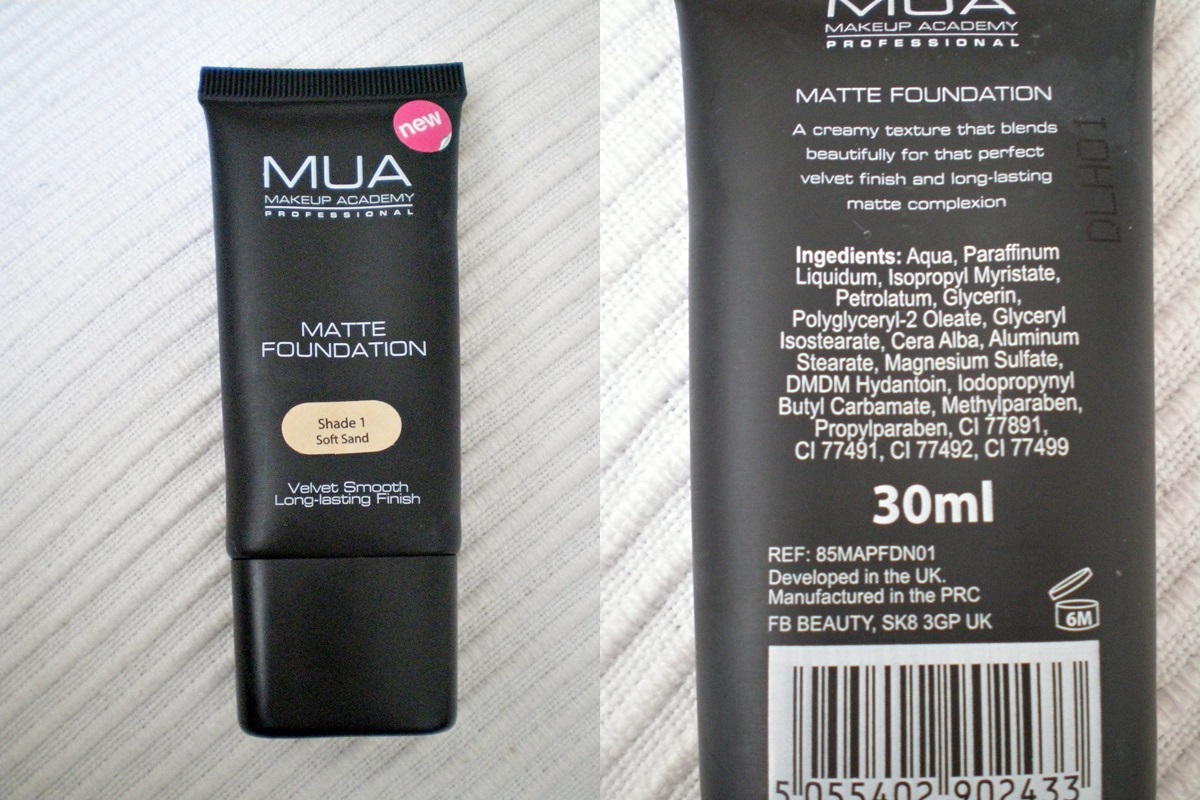 new
MUA
MAKEUP ACADEMY
PROFESSIONAL
MATTE
FOUNDATION
Shade 1
Soft Sand
Velvet Smooth
Long-lasting Finish
MUA
MAKEUP ACADEMY
PROFESSIONAL
MATTE FOUNDATION
A creamy texture that blends
beautifully for that perfect
velvet finish and long-lasting
matte complexion
DLH01
Ingedients: Aqua, Paraffinum
Liquidum, Isopropyl Myristate,
Petrolatum, Glycerin,
Polyglyceryl-2 Oleate, Glyceryl
Isostearate, Cera Alba, Aluminum
Stearate, Magnesium Sulfate,
DMDM Hydantoin, Iodopropynyl
Butyl Carbamate, Methylparaben,
Propylparaben, CI 77891,
CI 77491, CI 77492, CI 77499
30ml
REF: 85MAPFDN01
Developed in the UK.
Manufactured in the PRC
FB BEAUTY, SK8 3GP UK
6M
5 055402 902433